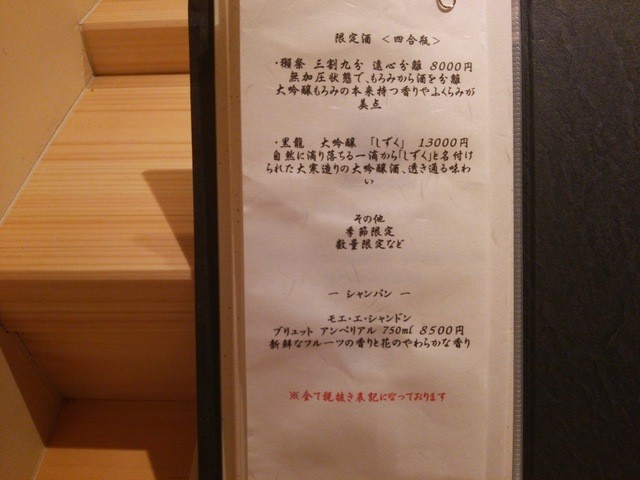 限定酒 <四合瓶>
・獺祭 三割九分 遠心分離 8000円
無加圧状態で、もろみから酒を分離
大吟醸もろみの本来持つ香りやふくらみが
美点
・黒龍 大吟醸 「しずく」 13000円
自然に滴り落ちる一滴から「しずく」と名付け
られた大寒造りの大吟醸酒、透き通る味わ
い
その他
季節限定
数量限定など
ー シャンパン ー
モエ・エ・シャンドン
ブリュット アンペリアル 750㎖ 8500円
新鮮なフルーツの香りと花のやわらかな香り
※全て税抜き表記になっております